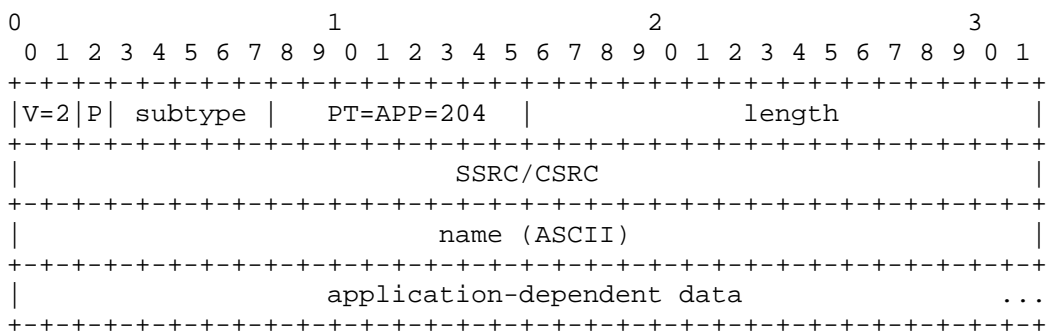 0                   1                   2                   3
 0 1 2 3 4 5 6 7 8 9 0 1 2 3 4 5 6 7 8 9 0 1 2 3 4 5 6 7 8 9 0 1
+-+-+-+-+-+-+-+-+-+-+-+-+-+-+-+-+-+-+-+-+-+-+-+-+-+-+-+-+-+-+-+-+
|V=2|P| subtype |   PT=APP=204  |             length            |
+-+-+-+-+-+-+-+-+-+-+-+-+-+-+-+-+-+-+-+-+-+-+-+-+-+-+-+-+-+-+-+-+
|                           SSRC/CSRC                           |
+-+-+-+-+-+-+-+-+-+-+-+-+-+-+-+-+-+-+-+-+-+-+-+-+-+-+-+-+-+-+-+-+
|                          name (ASCII)                         |
+-+-+-+-+-+-+-+-+-+-+-+-+-+-+-+-+-+-+-+-+-+-+-+-+-+-+-+-+-+-+-+-+
|                   application-dependent data                ...
+-+-+-+-+-+-+-+-+-+-+-+-+-+-+-+-+-+-+-+-+-+-+-+-+-+-+-+-+-+-+-+-+